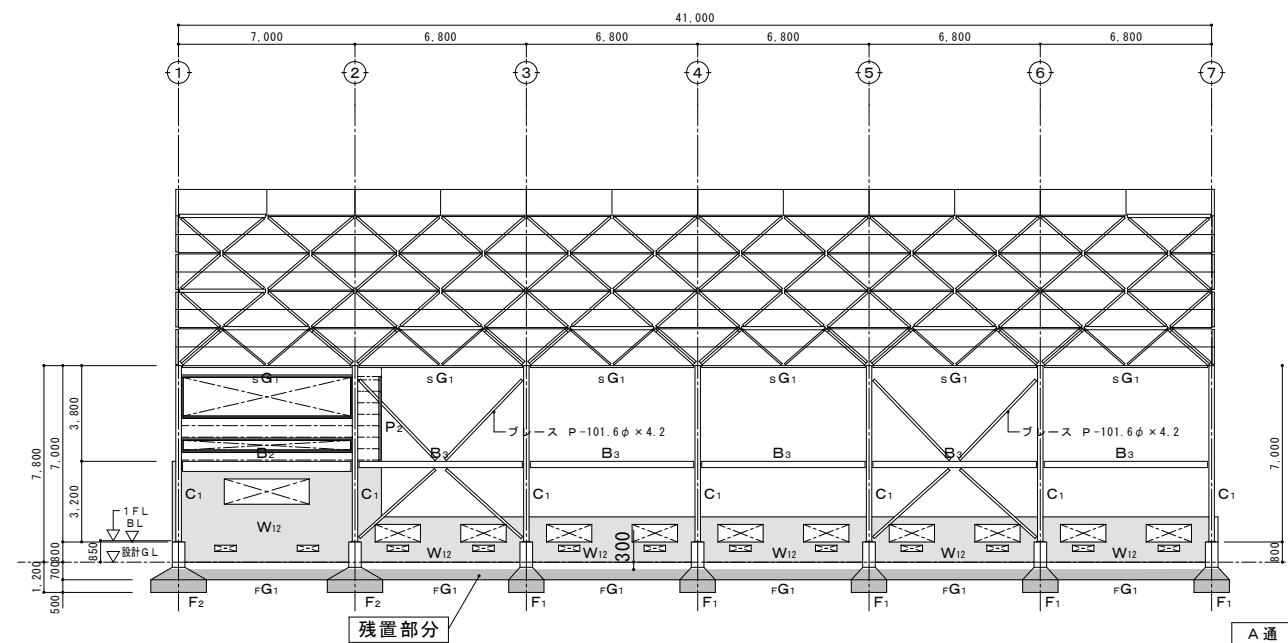 41,000
7,000 6,800 6,800 6,800 6,800 6,800
1 2 3 4 5 6 7
sG1 sG1 sG1 sG1 sG1 sG1
P2
ブレース P-101.6φ×4.2 ブレース P-101.6φ×4.2
B2 B3 B3 B3 B3 B3
C1 C1 C1 C1 C1 C1 C1
W12 W12 W12 W12 W12 W12
7,800 7,000 3,800
3,200
1FL
BL
設計GL
850 800
1,200 700
500
300
7,000
800
FG1 FG1 FG1 FG1 FG1
F2 F2 F1 F1 F1 F1 F1
残置部分
A通